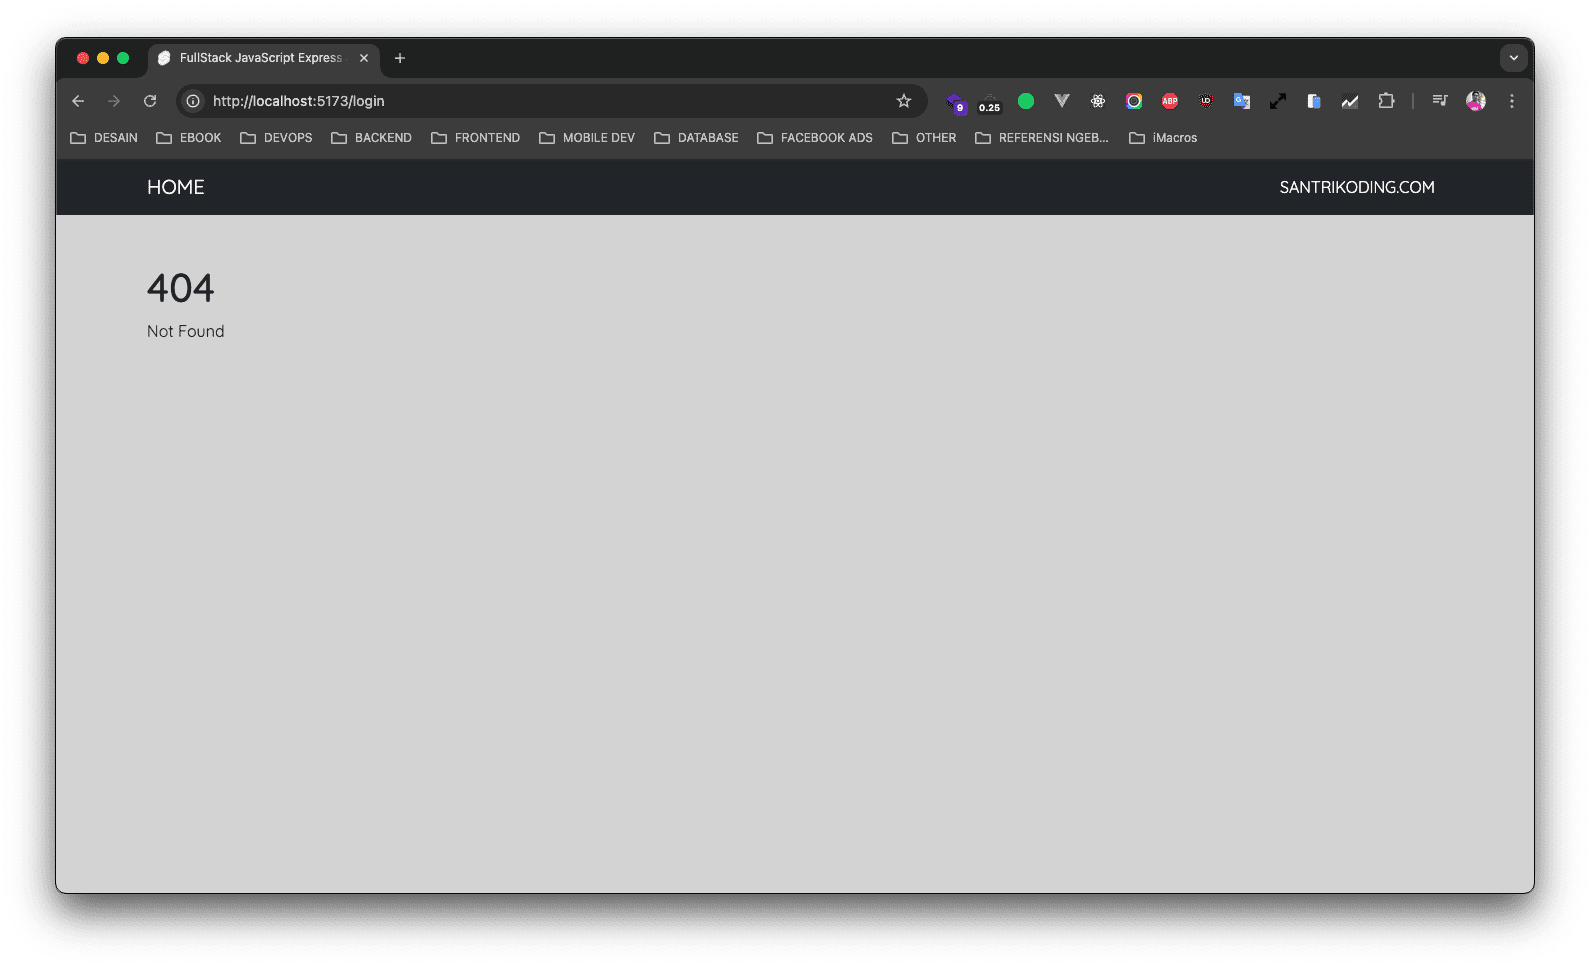 FullStack JavaScript Express
http://localhost:5173/login
9
0.25
ABP
DESAIN
EBOOK
DEVOPS
BACKEND
FRONTEND
MOBILE DEV
DATABASE
FACEBOOK ADS
OTHER
REFERENSI NGEB...
iMacros
HOME
SANTRIKODING.COM
404
Not Found